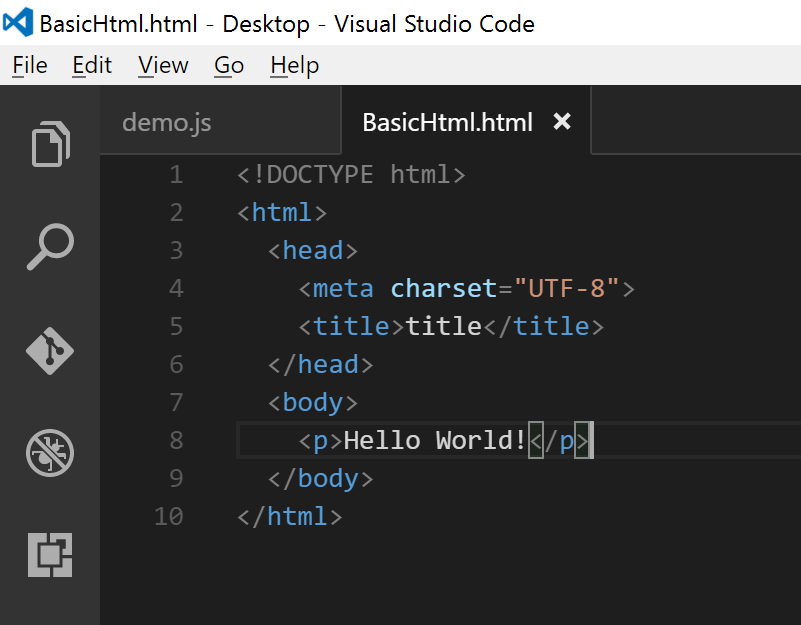 BasicHtml.html - Desktop - Visual Studio Code
File Edit View Go Help
demo.js BasicHtml.html ×
1 <!DOCTYPE html>
2 <html>
3   <head>
4     <meta charset="UTF-8">
5     <title>title</title>
6   </head>
7   <body>
8     <p>Hello World!</p>
9   </body>
10 </html>